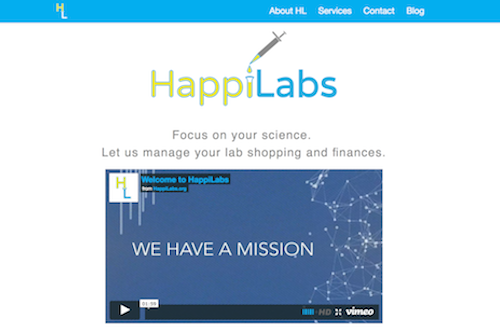 HL
About HL Services Contact Blog
HappiLabs
Focus on your science.
Let us manage your lab shopping and finances.
HL
Welcome to HappiLabs
from HappiLabs.org
WE HAVE A MISSION
01:58
HD vimeo